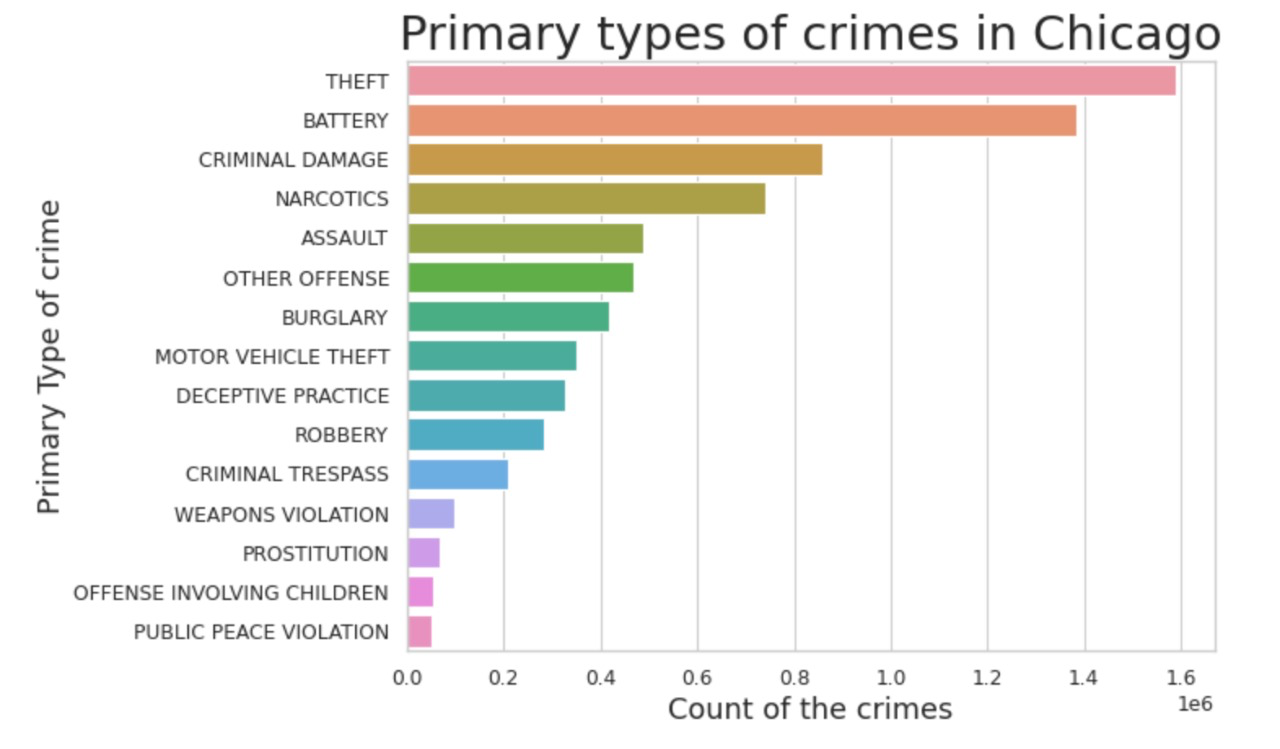 Primary types of crimes in Chicago
THEFT
BATTERY
CRIMINAL DAMAGE
NARCOTICS
ASSAULT
OTHER OFFENSE
BURGLARY
MOTOR VEHICLE THEFT
DECEPTIVE PRACTICE
ROBBERY
CRIMINAL TRESPASS
WEAPONS VIOLATION
PROSTITUTION
OFFENSE INVOLVING CHILDREN
PUBLIC PEACE VIOLATION
Primary Type of crime
0.0 0.2 0.4 0.6 0.8 1.0 1.2 1.4 1.6
1e6
Count of the crimes